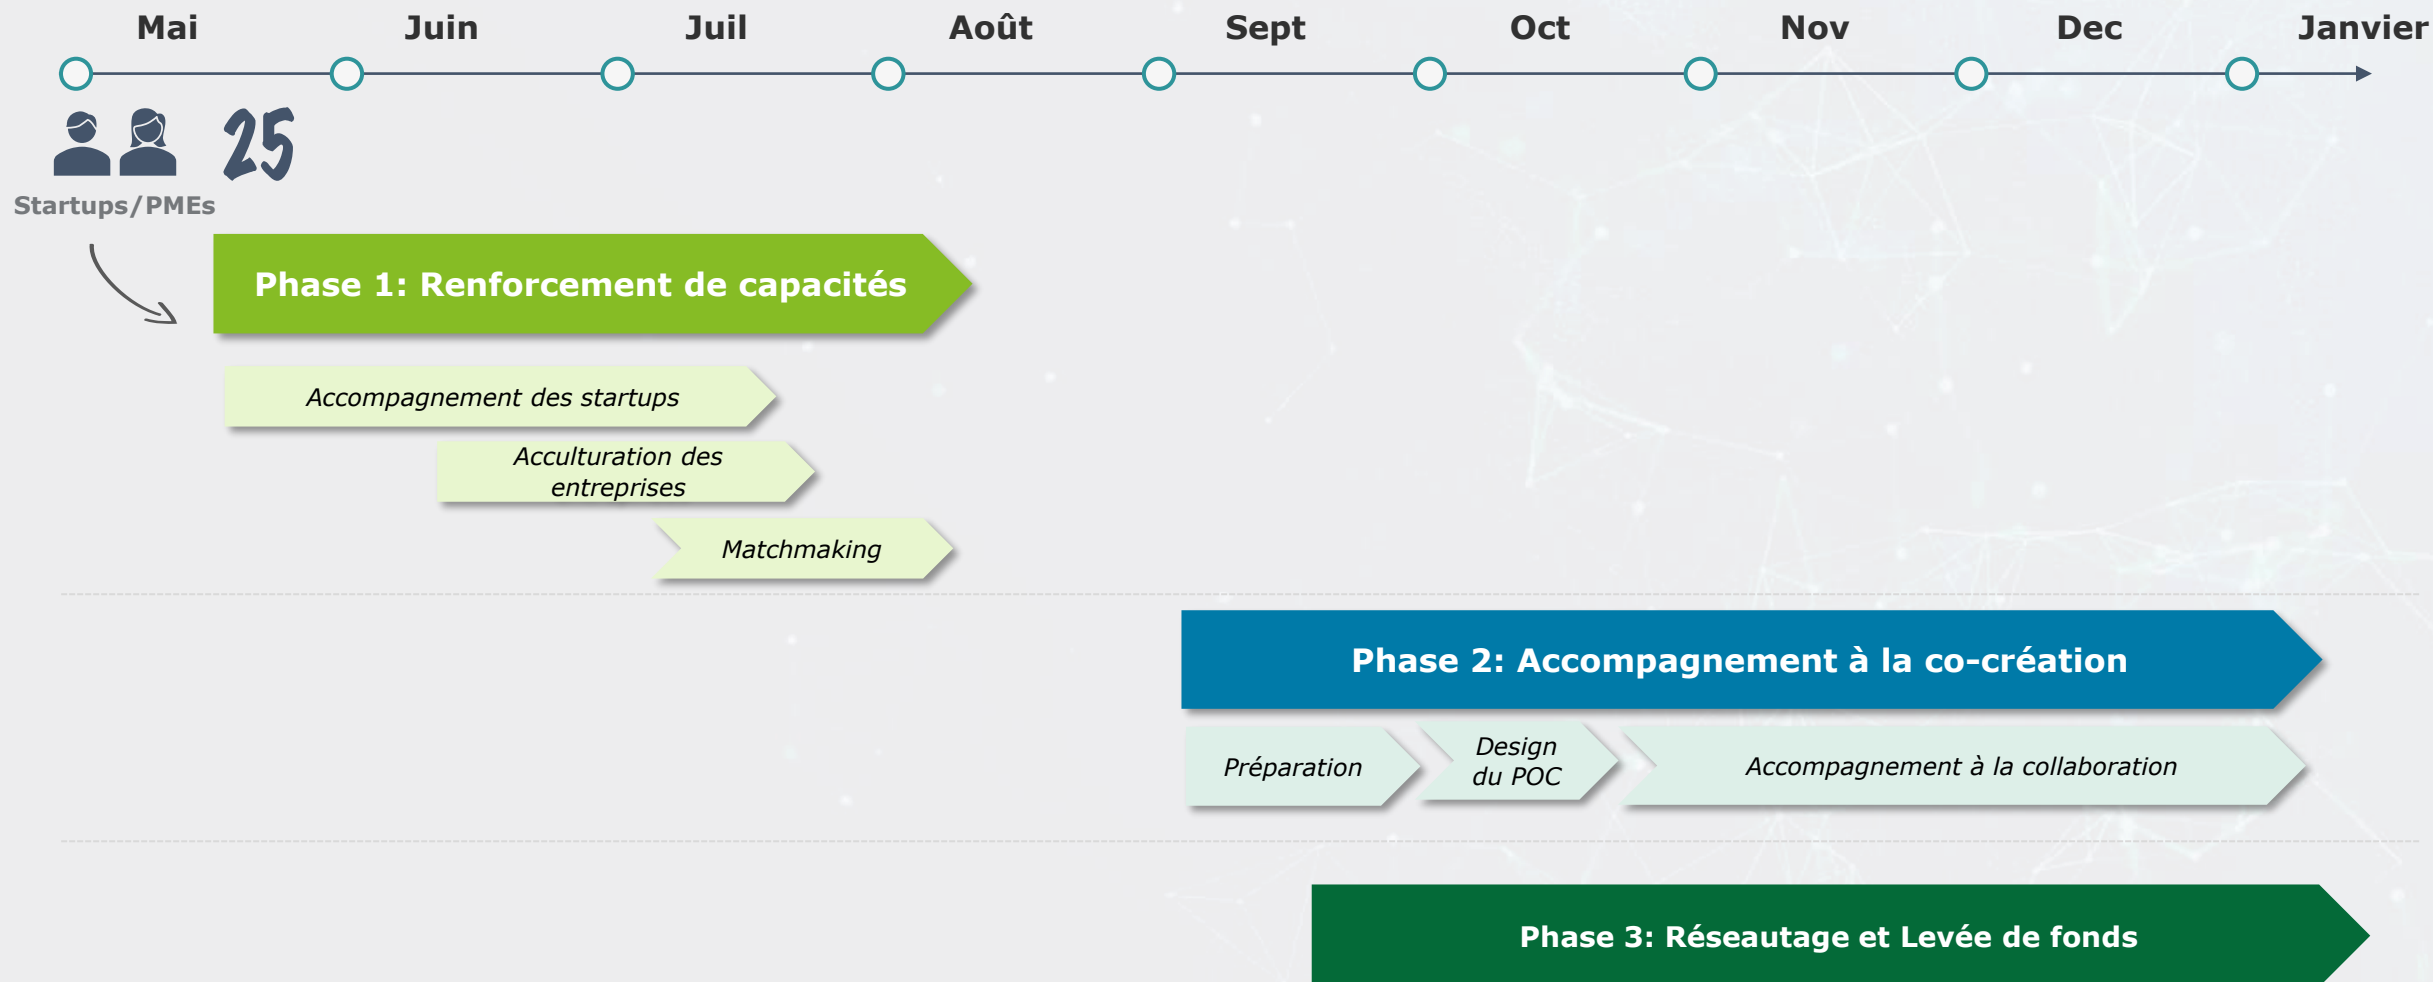 Mai Juin Juil Août Sept Oct Nov Dec Janvier
25
Startups/PMEs
Phase 1: Renforcement de capacités
Accompagnement des startups
Acculturation des
entreprises
Matchmaking
Phase 2: Accompagnement à la co-création
Préparation
Design
du POC
Accompagnement à la collaboration
Phase 3: Réseautage et Levée de fonds